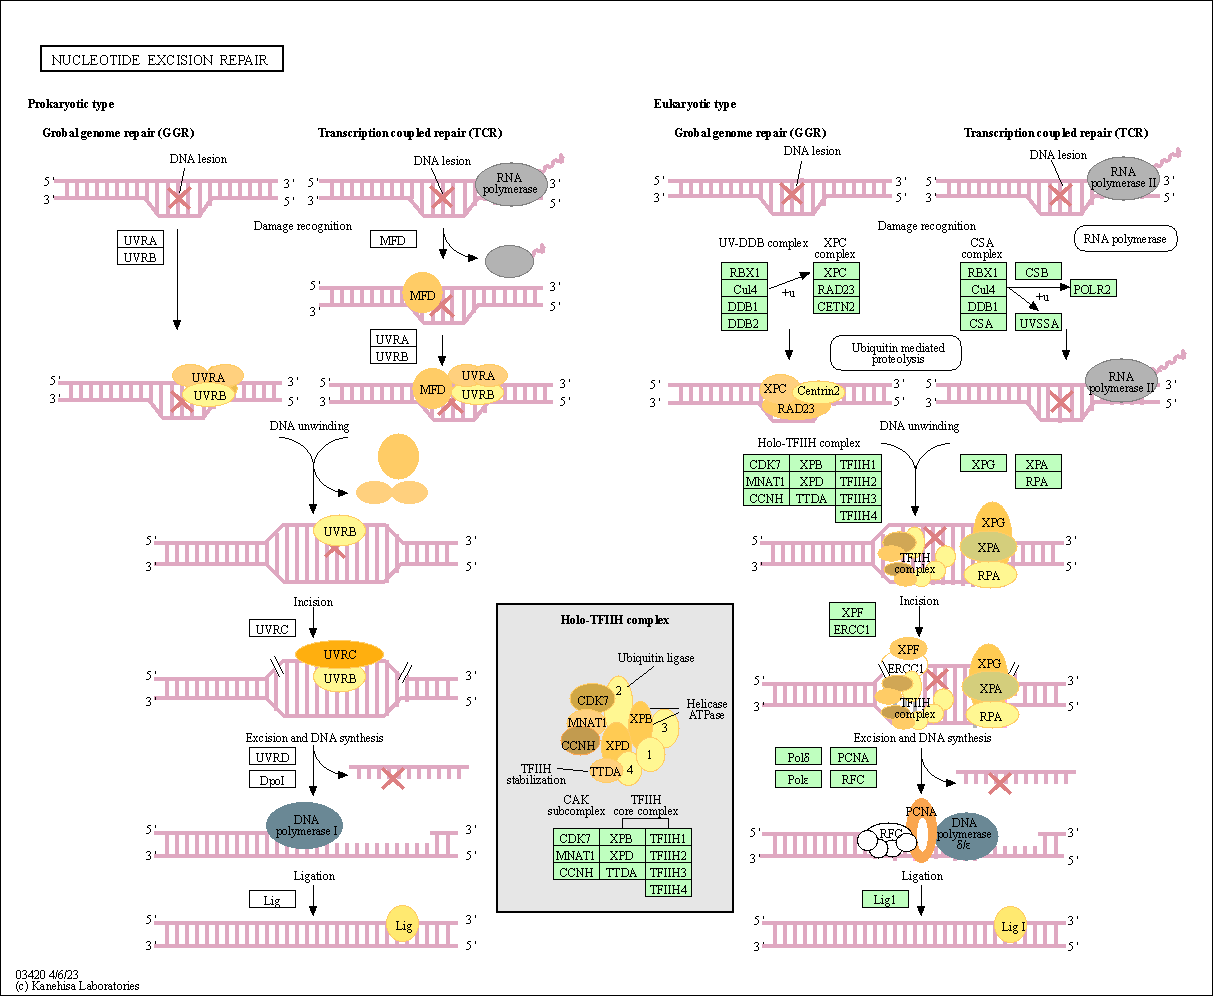 NUCLEOTIDE EXCISION REPAIR
Prokaryotic type
Grobal genome repair (GGR)
Transcription coupled repair (TCR)
DNA lesion
5'
3'
3'
5'
DNA lesion
RNA
polymerase
5'
3'
3'
5'
Damage recognition
UVRA
UVRB
MFD
MFD
5'
3'
3'
5'
UVRA
UVRB
UVRA
UVRB
5'
3'
3'
5'
MFD
UVRA
UVRB
5'
3'
3'
5'
DNA unwinding
UVRB
5'
3'
3'
5'
Incision
UVRC
UVRC
UVRB
5'
3'
3'
5'
Excision and DNA synthesis
UVRD
DpoI
DNA
polymerase I
5'
3'
3'
5'
Ligation
Lig
Lig
5'
3'
3'
5'
Holo-TFIIH complex
Ubiquitin ligase
CDK7
2
MNAT1
XPB
Helicase
ATPase
3
CCNH
XPD
1
TFIIH
stabilization
TTDA
4
CAK
subcomplex
TFIIH
core complex
CDK7
XPB
TFIIH1
MNAT1
XPD
TFIIH2
CCNH
TTDA
TFIIH3
TFIIH4
Eukaryotic type
Grobal genome repair (GGR)
Transcription coupled repair (TCR)
DNA lesion
5'
3'
3'
5'
DNA lesion
RNA
polymerase II
5'
3'
3'
5'
Damage recognition
RNA polymerase
UV-DDB complex
XPC
complex
RBX1
Cul4
DDB1
DDB2
+u
XPC
RAD23
CETN2
CSA
complex
RBX1
Cul4
DDB1
CSA
CSB
+u
POLR2
UVSSA
Ubiquitin mediated
proteolysis
5'
3'
3'
5'
XPC
Centrin2
RAD23
RNA
polymerase II
5'
3'
3'
5'
DNA unwinding
Holo-TFIIH complex
CDK7
XPB
TFIIH1
MNAT1
XPD
TFIIH2
CCNH
TTDA
TFIIH3
TFIIH4
XPG
XPA
RPA
XPG
XPA
RPA
TFIIH
complex
5'
3'
3'
5'
Incision
XPF
ERCC1
XPF
ERCC1
XPG
XPA
RPA
TFIIH
complex
5'
3'
3'
5'
Excision and DNA synthesis
Polδ
PCNA
Polε
RFC
PCNA
RFC
DNA
polymerase
δ/ε
5'
3'
3'
5'
Ligation
Lig1
Lig I
5'
3'
3'
5'
03420 4/6/23
(c) Kanehisa Laboratories